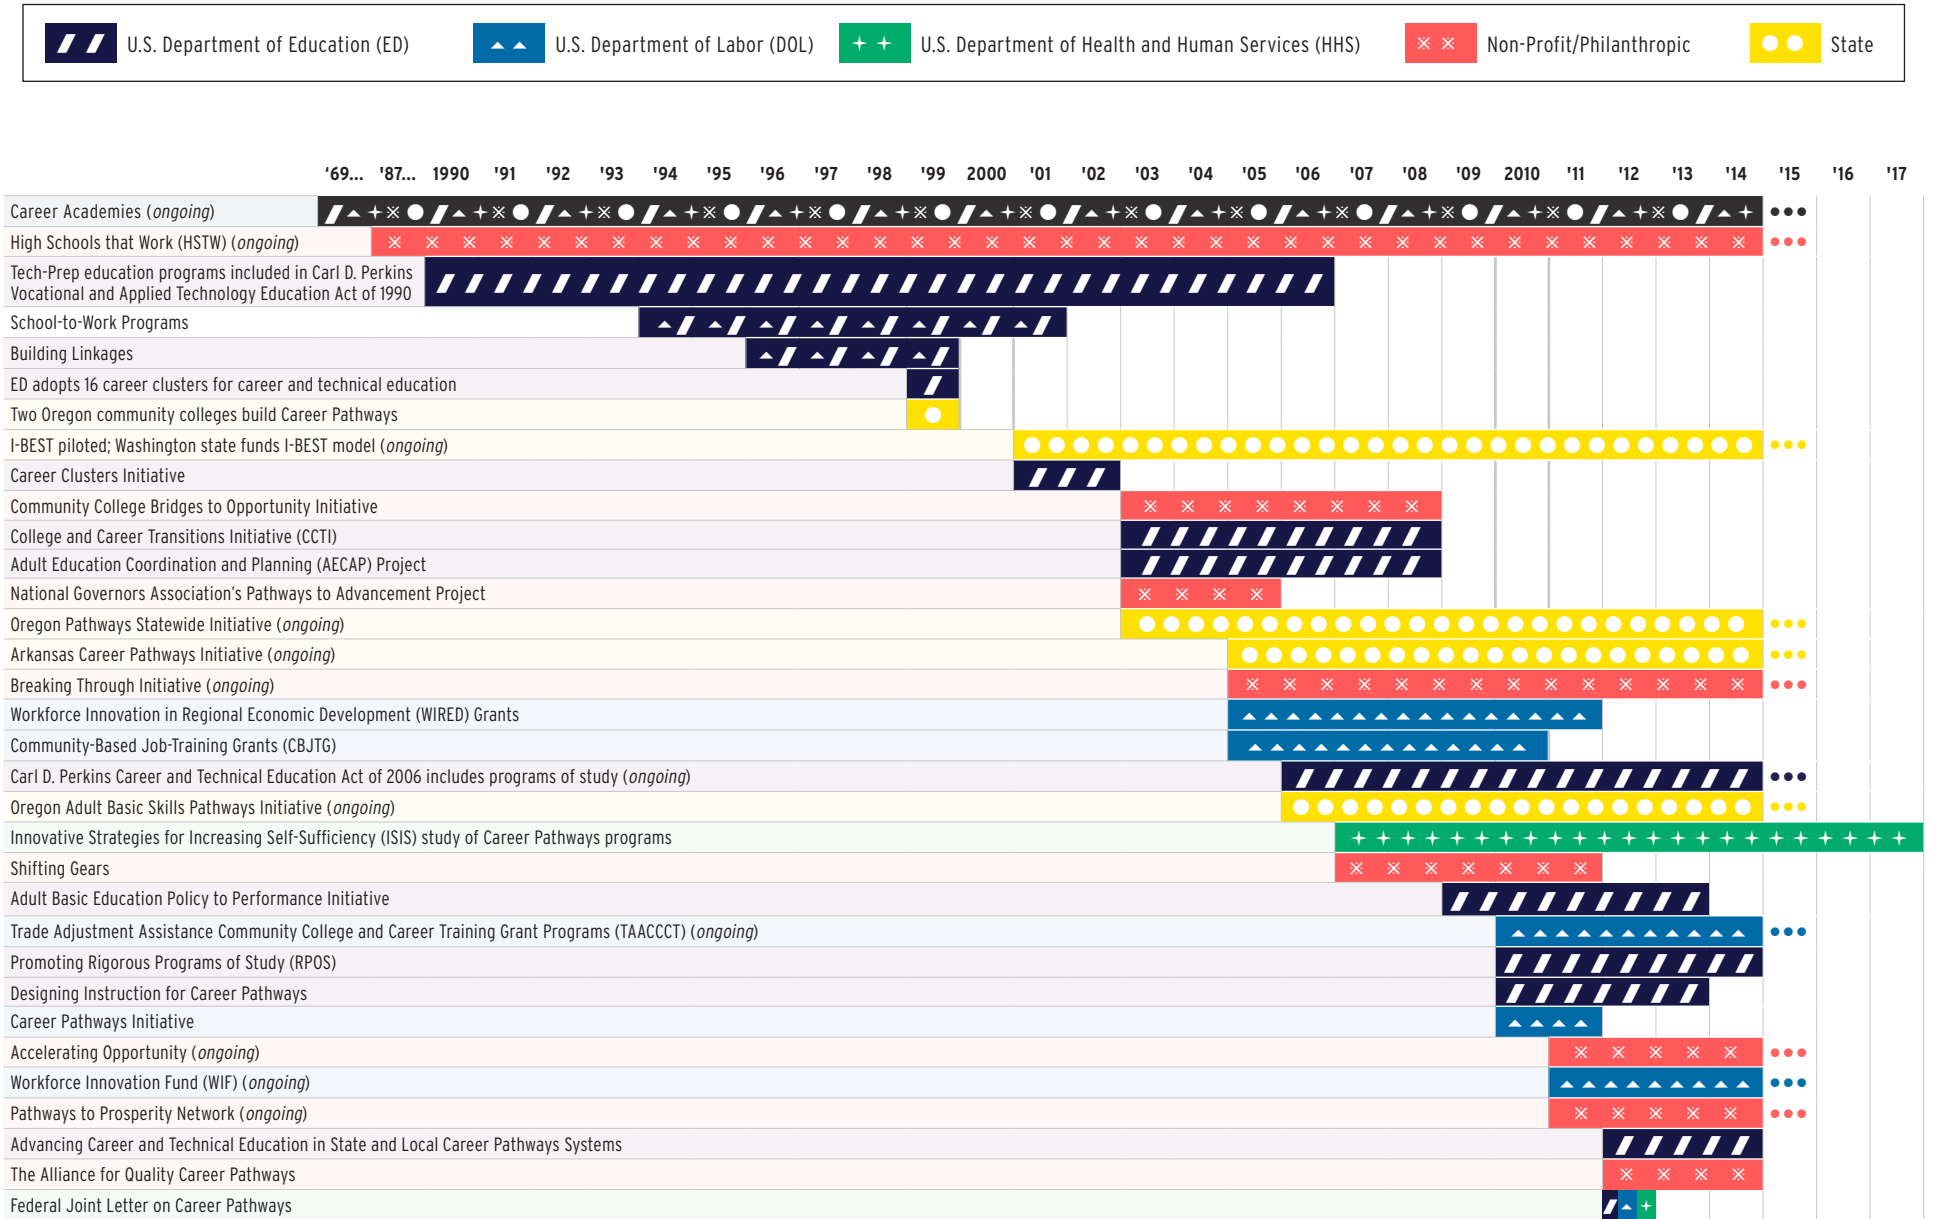 U.S. Department of Education (ED)
U.S. Department of Labor (DOL)
U.S. Department of Health and Human Services (HHS)
Non-Profit/Philanthropic
State
‘69... '87... 1990 '91 '92 '93 '94 '95 '96 '97 '98 '99 2000 '01 '02 '03 '04 '05 '06 '07 '08 '09 2010 '11 '12 '13 '14 '15 '16 '17
Career Academies (ongoing)
High Schools that Work (HSTW) (ongoing)
Tech-Prep education programs included in Carl D. Perkins
Vocational and Applied Technology Education Act of 1990
School-to-Work Programs
Building Linkages
ED adopts 16 career clusters for career and technical education
Two Oregon community colleges build Career Pathways
I-BEST piloted; Washington state funds I-BEST model (ongoing)
Career Clusters Initiative
Community College Bridges to Opportunity Initiative
College and Career Transitions Initiative (CCTI)
Adult Education Coordination and Planning (AECAP) Project
National Governors Association's Pathways to Advancement Project
Oregon Pathways Statewide Initiative (ongoing)
Arkansas Career Pathways Initiative (ongoing)
Breaking Through Initiative (ongoing)
Workforce Innovation in Regional Economic Development (WIRED) Grants
Community-Based Job-Training Grants (CBJTG)
Carl D. Perkins Career and Technical Education Act of 2006 includes programs of study (ongoing)
Oregon Adult Basic Skills Pathways Initiative (ongoing)
Innovative Strategies for Increasing Self-Sufficiency (ISIS) study of Career Pathways programs
Shifting Gears
Adult Basic Education Policy to Performance Initiative
Trade Adjustment Assistance Community College and Career Training Grant Programs (TAACCCT) (ongoing)
Promoting Rigorous Programs of Study (RPOS)
Designing Instruction for Career Pathways
Career Pathways Initiative
Accelerating Opportunity (ongoing)
Workforce Innovation Fund (WIF) (ongoing)
Pathways to Prosperity Network (ongoing)
Advancing Career and Technical Education in State and Local Career Pathways Systems
The Alliance for Quality Career Pathways
Federal Joint Letter on Career Pathways